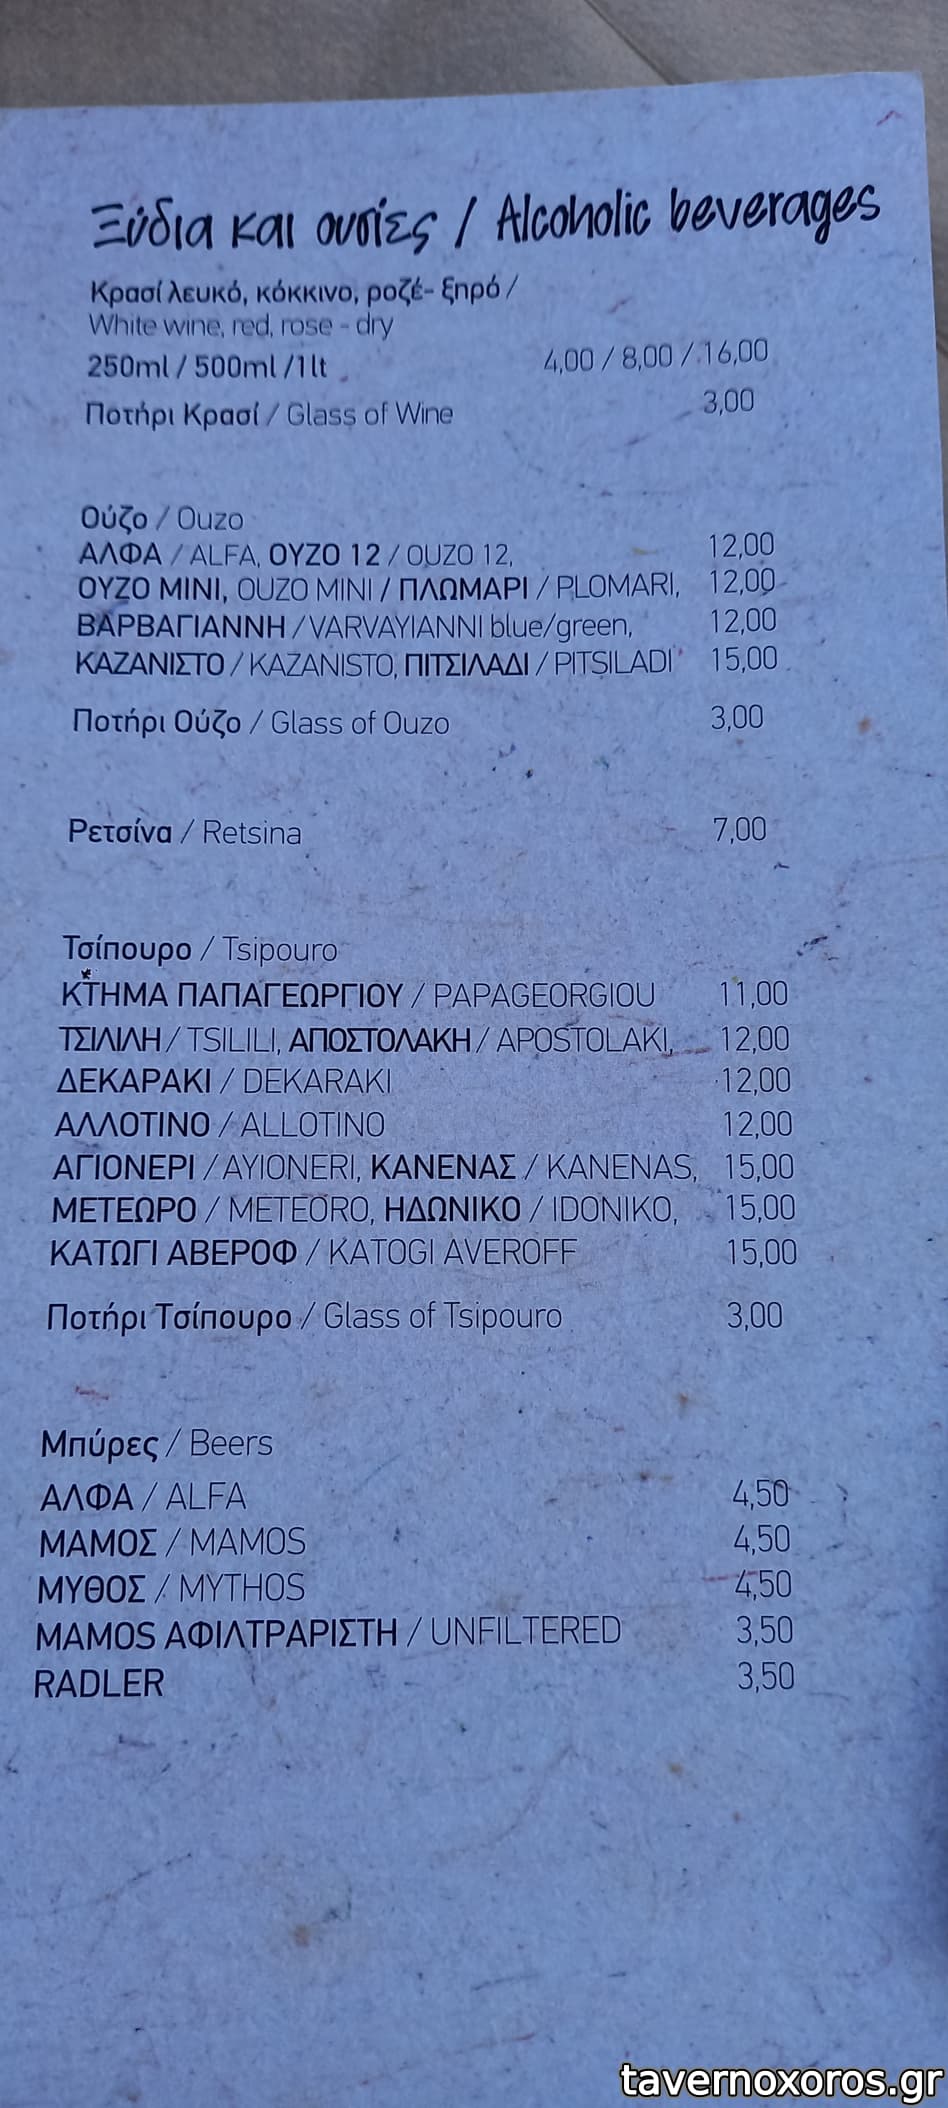 Ξύδια και ουσίες / Alcoholic beverages
Κρασί λευκό, κόκκινο, ροζέ- ξηρό /
White wine, red, rose - dry
250ml / 500ml /1lt 4,00 / 8,00 / 16,00
Ποτήρι Κρασί / Glass of Wine 3,00
Ούζο / Ouzo
ΑΛΦΑ / ALFA, ΟΥΖΟ 12 / OUZO 12, 12,00
ΟΥΖΟ ΜΙΝΙ, OUZO MINI / ΠΛΩΜΑΡΙ / PLOMARI, 12,00
ΒΑΡΒΑΓΙΑΝΝΗ / VARVAYIANNI blue/green, 12,00
ΚΑΖΑΝΙΣΤΟ / KAZANISTO, ΠΙΤΣΙΛΑΔΙ / PITSILADI 15,00
Ποτήρι Ούζο / Glass of Ouzo 3,00
Ρετσίνα / Retsina 7,00
Τσίπουρο / Tsipouro
ΚΤΗΜΑ ΠΑΠΑΓΕΩΡΓΙΟΥ / PAPAGEORGIOU 11,00
ΤΣΙΛΙΛΗ / TSILILI, ΑΠΟΣΤΟΛΑΚΗ / APOSTOLAKI, 12,00
ΔΕΚΑΡΑΚΙ / DEKARAKI 12,00
ΑΛΛΟΤΙΝΟ / ALLOTINO 12,00
ΑΓΙΟΝΕΡΙ / AYIONERI, ΚΑΝΕΝΑΣ / KANENAS, 15,00
ΜΕΤΕΩΡΟ / METEORO, ΗΔΩΝΙΚΟ / IDONIKO, 15,00
ΚΑΤΩΓΙ ΑΒΕΡΟΦ / KATOGI AVEROFF 15,00
Ποτήρι Τσίπουρο / Glass of Tsipouro 3,00
Μπύρες / Beers
ΑΛΦΑ / ALFA 4,50
ΜΑΜΟΣ / MAMOS 4,50
ΜΥΘΟΣ / MYTHOS 4,50
MAMOS ΑΦΙΛΤΡΑΡΙΣΤΗ / UNFILTERED 3,50
RADLER 3,50
tavernoxoros.gr